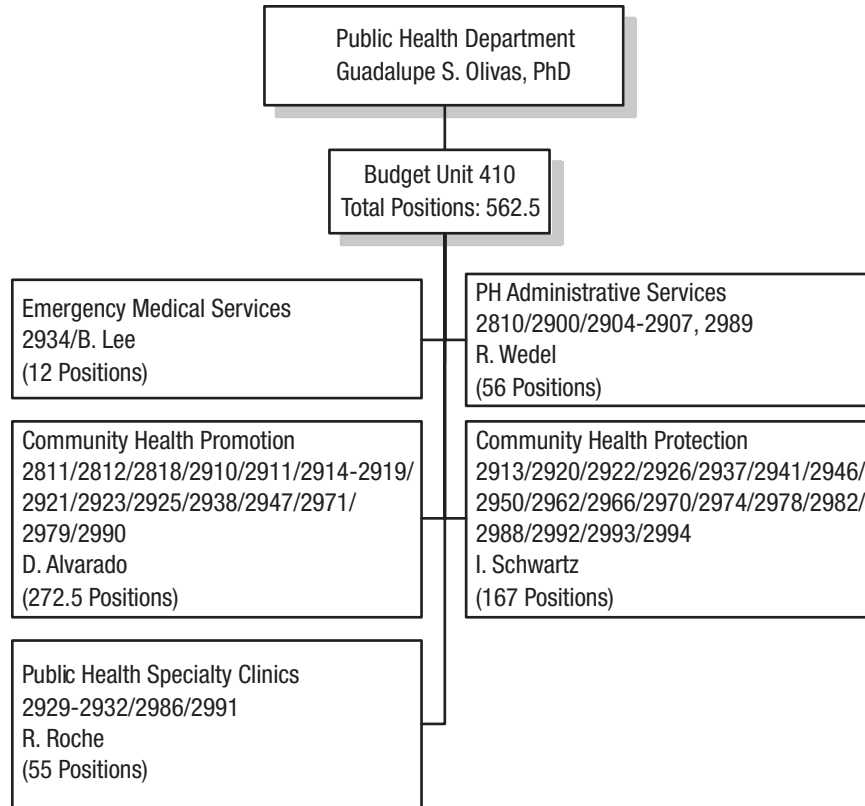 Public Health Department
Guadalupe S. Olivas, PhD
Budget Unit 410
Total Positions: 562.5
Emergency Medical Services
2934/B. Lee
(12 Positions)
PH Administrative Services
2810/2900/2904-2907, 2989
R. Wedel
(56 Positions)
Community Health Promotion
2811/2812/2818/2910/2911/2914-2919/
2921/2923/2925/2938/2947/2971/
2979/2990
D. Alvarado
(272.5 Positions)
Community Health Protection
2913/2920/2922/2926/2937/2941/2946/
2950/2962/2966/2970/2974/2978/2982/
2988/2992/2993/2994
I. Schwartz
(167 Positions)
Public Health Specialty Clinics
2929-2932/2986/2991
R. Roche
(55 Positions)